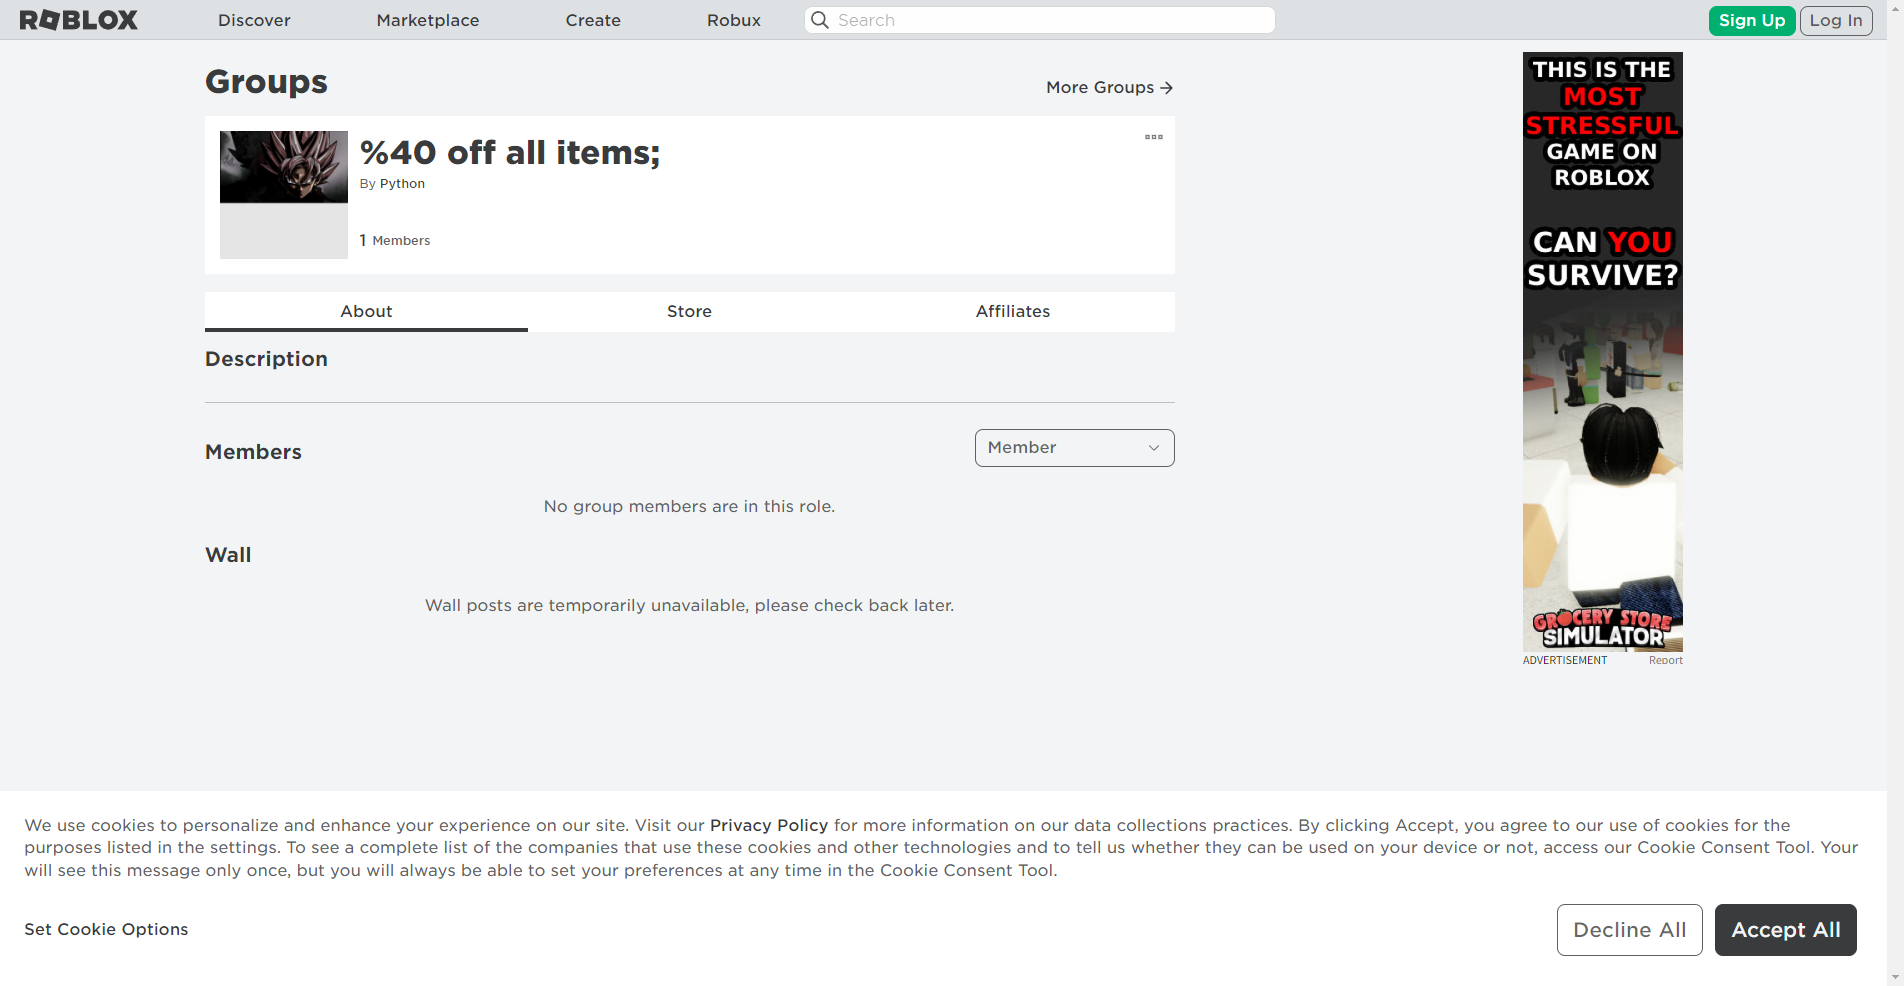 ROBLOX
Discover
Marketplace
Create
Robux
Search
Sign Up
Log In
Groups
More Groups
%40 off all items;
By Python
1 Members
About
Store
Affiliates
Description
Members
Member
No group members are in this role.
Wall
Wall posts are temporarily unavailable, please check back later.
THIS IS THE
MOST
STRESSFUL
GAME ON
ROBLOX
CAN YOU
SURVIVE?
GROCERY STORE
SIMULATOR
ADVERTISEMENT
Report
We use cookies to personalize and enhance your experience on our site. Visit our Privacy Policy for more information on our data collections practices. By clicking Accept, you agree to our use of cookies for the
purposes listed in the settings. To see a complete list of the companies that use these cookies and other technologies and to tell us whether they can be used on your device or not, access our Cookie Consent Tool. Your
will see this message only once, but you will always be able to set your preferences at any time in the Cookie Consent Tool.
Set Cookie Options
Decline All
Accept All